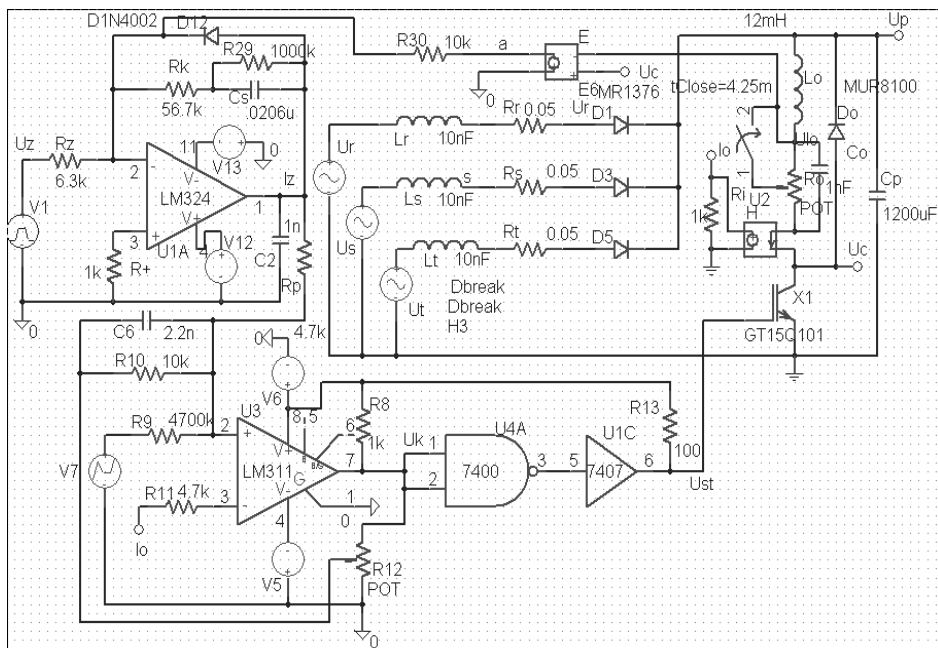 D1N4002
D12
R29
1000k
Rk
56.7k
Cs
.0206u
Uz
Rz
6.3k
V1
2
3
11
V-
V+
4
1
LM324
U1A
V13
V12
0
Iz
1n
C2
Rp
4.7k
1k
R+
0
R30
10k
a
0
E
E6
Uc
MR1376
Ur
Lr
10nF
Rr
0.05
D1
Ur
Ls
s
10nF
Rs
0.05
D3
Us
Lt
10nF
Rt
0.05
D5
Ut
Dbreak
Dbreak
H3
12mH
Up
Lo
MUR8100
tClose=4.25m
2
1
U2
Do
Co
Ulo
Ro
1nF
POT
Io
Ri
1k
H
Cp
1200uF
Uc
X1
GT15Q101
C6
2.2n
R10
10k
R9
4700k
V7
R11
4.7k
Io
0
V6
U3
2
3
8
5
6
7
1
4
V+
V-
B/S
G
LM311
0
V5
R8
1k
Uk
1
2
U4A
7400
3
5
U1C
7407
6
R13
100
Ust
R12
POT
0